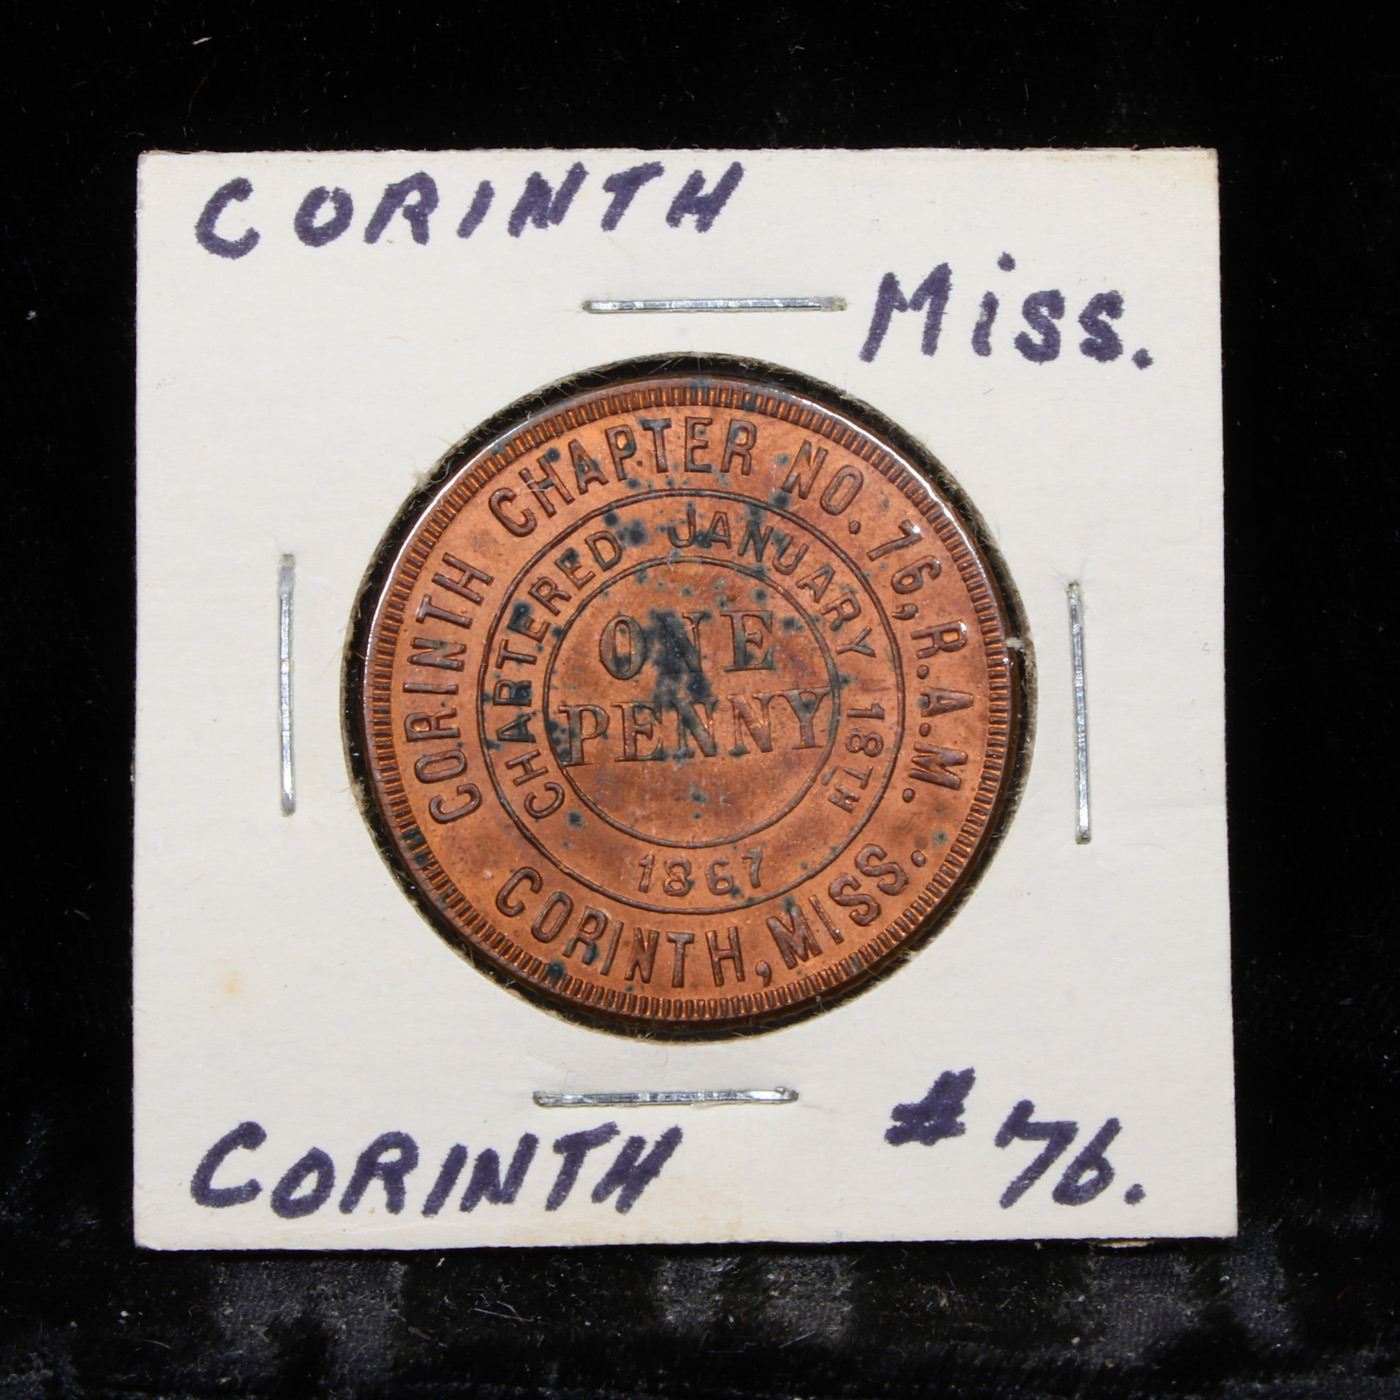 CORINTH
Miss.
CORINTH CHAPTER NO. 76, R.A.M.
CORINTH, MISS.
CHARTERED JANUARY 18TH
1867
ONE
PENNY
CORINTH #76.